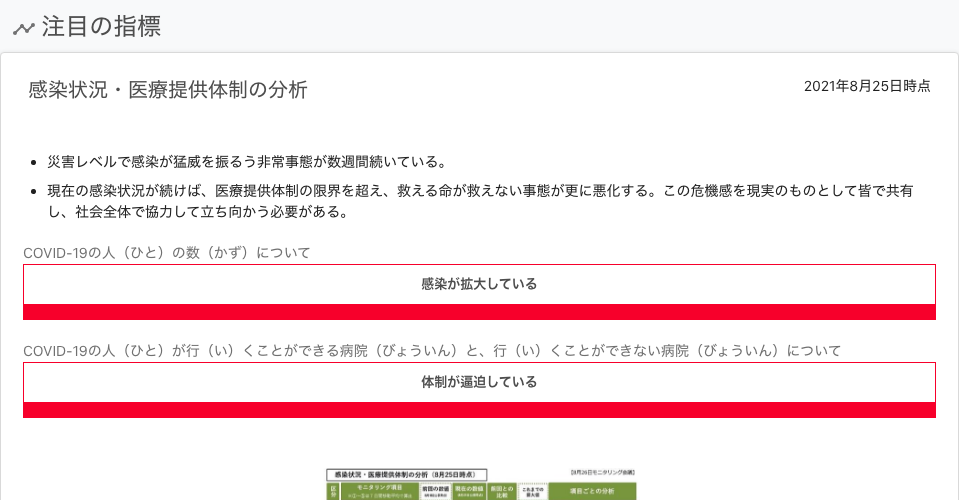 注目の指標
感染状況・医療提供体制の分析
2021年8月25日時点
災害レベルで感染が猛威を振るう非常事態が数週間続いている。
現在の感染状況が続けば、医療提供体制の限界を超え、救える命が救えない事態が更に悪化する。この危機感を現実のものとして皆で共有
し、社会全体で協力して立ち向かう必要がある。
COVID-19の人（ひと）の数（かず）について
感染が拡大している
COVID-19の人（ひと）が行（い）くことができる病院（びょういん）と、行（い）くことができない病院（びょういん）について
体制が逼迫している
感染状況・医療提供体制の分析（8月25日時点）
【8月26日モニタリング会議】
区分
モニタリング項目
前回の数値
現在の数値
前回との
比較
これまでの
最大値
項目ごとの分析